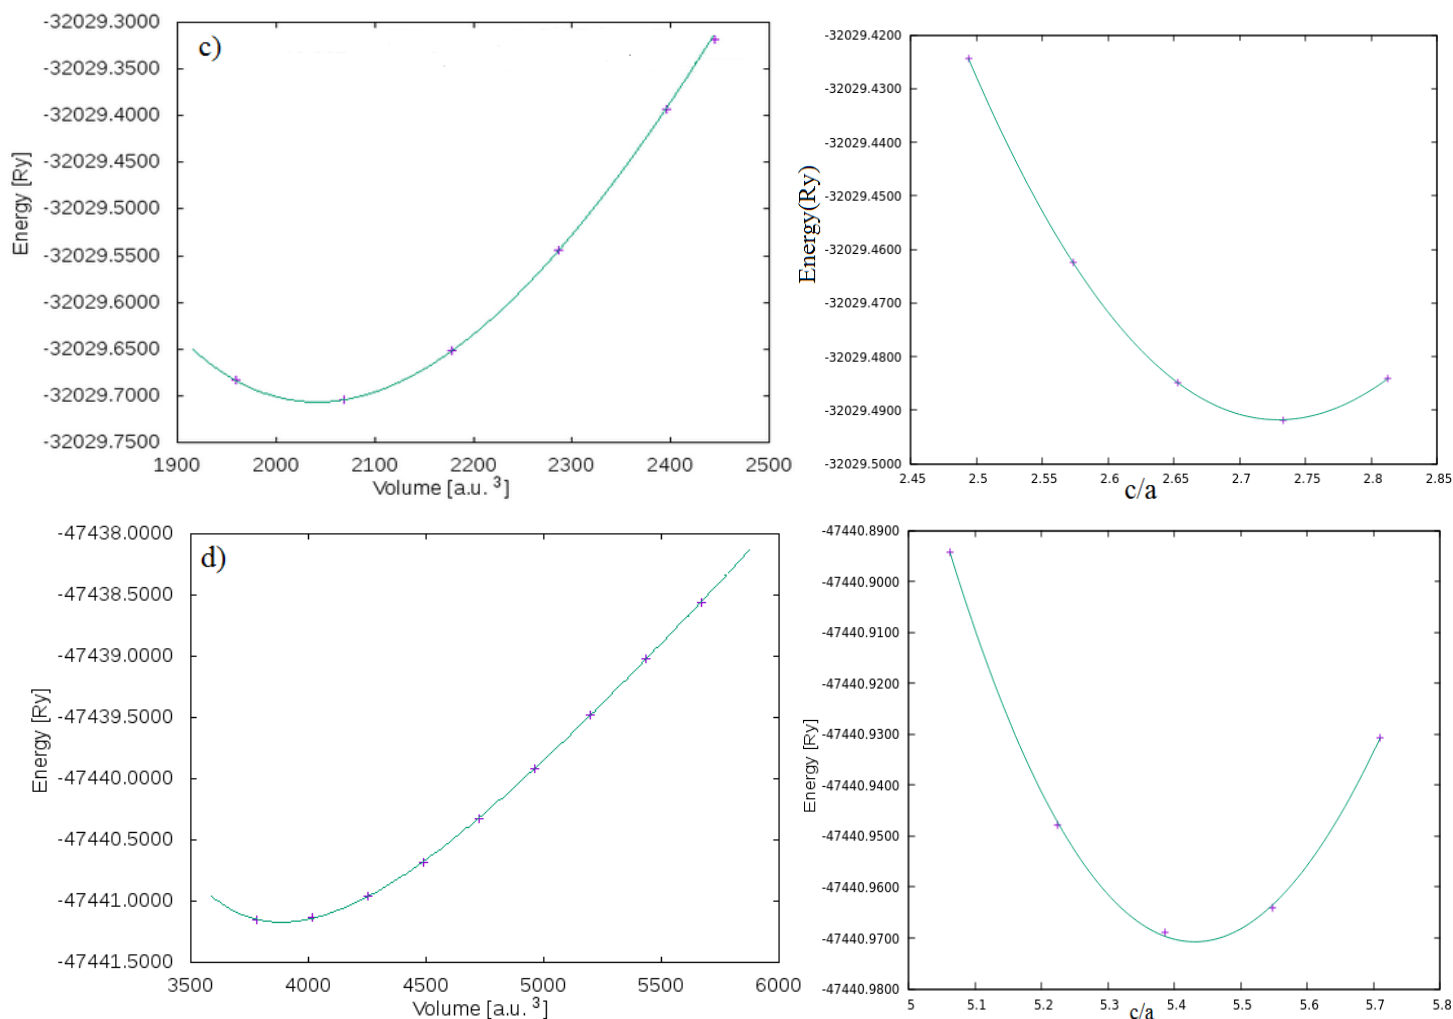 c)
-32029.3000
-32029.3500
-32029.4000
-32029.4500
-32029.5000
-32029.5500
-32029.6000
-32029.6500
-32029.7000
-32029.7500
Energy [Ry]
1900 2000 2100 2200 2300 2400 2500
Volume [a.u. ³]
-32029.4200
-32029.4300
-32029.4400
-32029.4500
-32029.4600
-32029.4700
-32029.4800
-32029.4900
-32029.5000
Energy(Ry)
2.45 2.5 2.55 2.6 2.65 2.7 2.75 2.8 2.85
c/a
d)
-47438.0000
-47438.5000
-47439.0000
-47439.5000
-47440.0000
-47440.5000
-47441.0000
-47441.5000
Energy [Ry]
3500 4000 4500 5000 5500 6000
Volume [a.u. ³]
-47440.8900
-47440.9000
-47440.9100
-47440.9200
-47440.9300
-47440.9400
-47440.9500
-47440.9600
-47440.9700
-47440.9800
Energy [Ry]
5 5.1 5.2 5.3 5.4 5.5 5.6 5.7 5.8
c/a